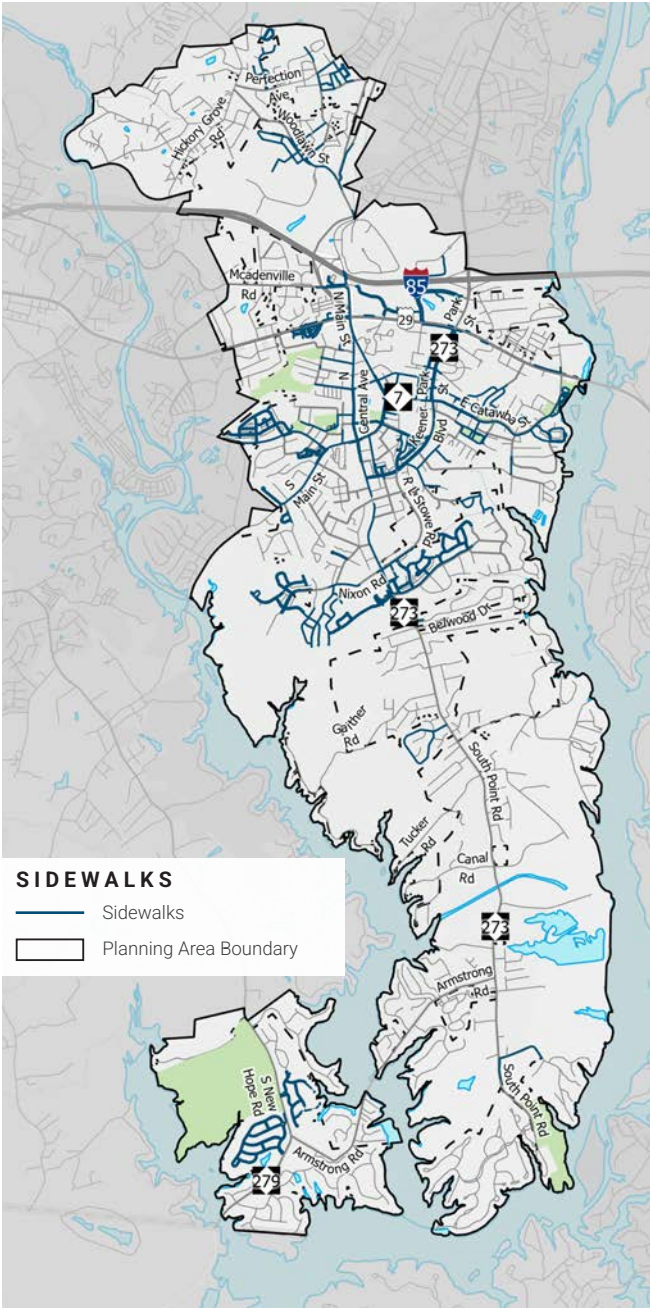 Perfection
Ave
Hickory Grove
Rd
Woodlawn
St
Mcadenville
Rd
85
N Main St
29
Park
St
273
N
Central Ave
7
Keener
Blvd
Park
St
E Catawba St
S
Main St
R L Stowe
Rd
Nixon Rd
273
Belwood Dr
Gaither
Rd
South Point Rd
Tucker
Rd
Canal
Rd
SIDEWALKS
Sidewalks
Planning Area Boundary
273
Armstrong
Rd
S New
Hope Rd
South Point Rd
Armstrong Rd
279